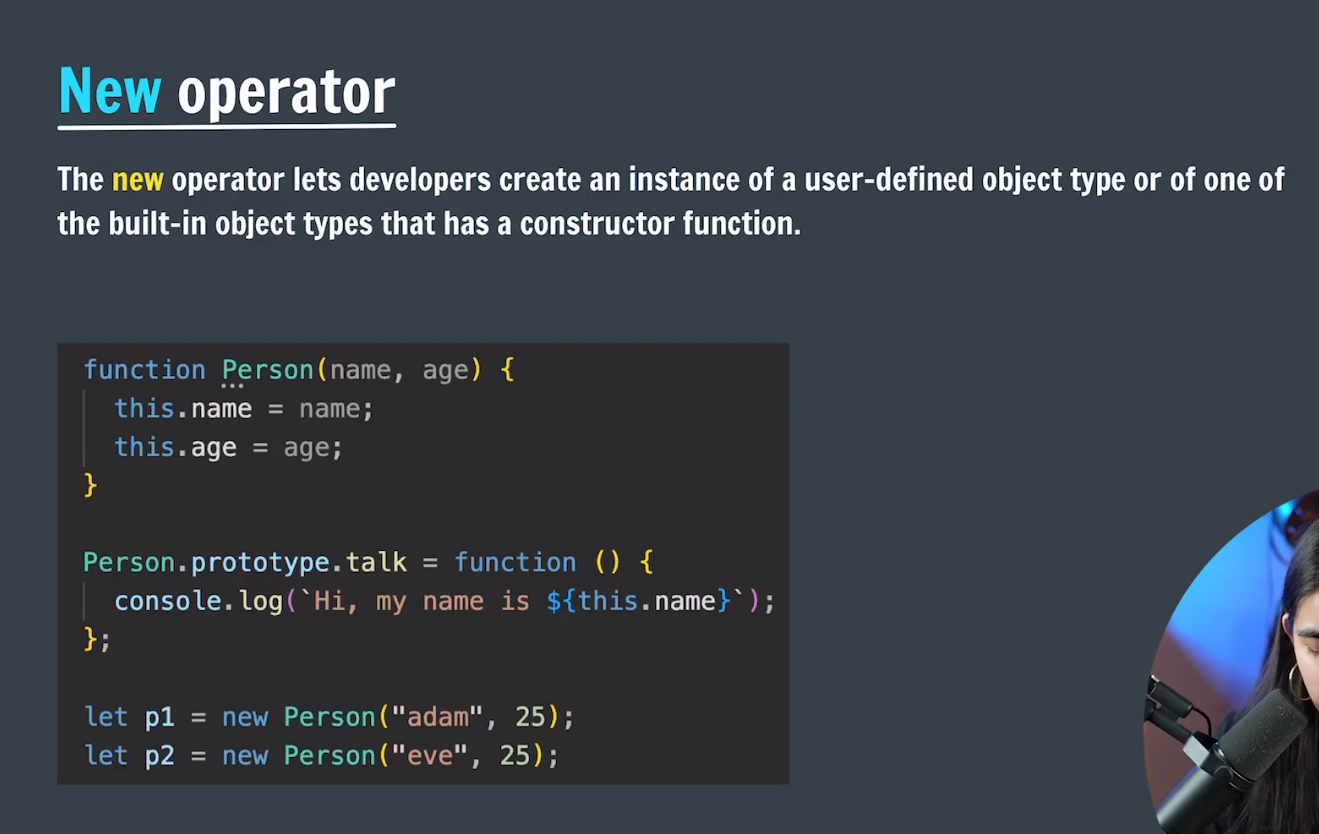 New operator
The new operator lets developers create an instance of a user-defined object type or of one of
the built-in object types that has a constructor function.
function Person(name, age) {
  this.name = name;
  this.age = age;
}
Person.prototype.talk = function () {
  console.log(`Hi, my name is ${this.name}`);
};
let p1 = new Person("adam", 25);
let p2 = new Person("eve", 25);